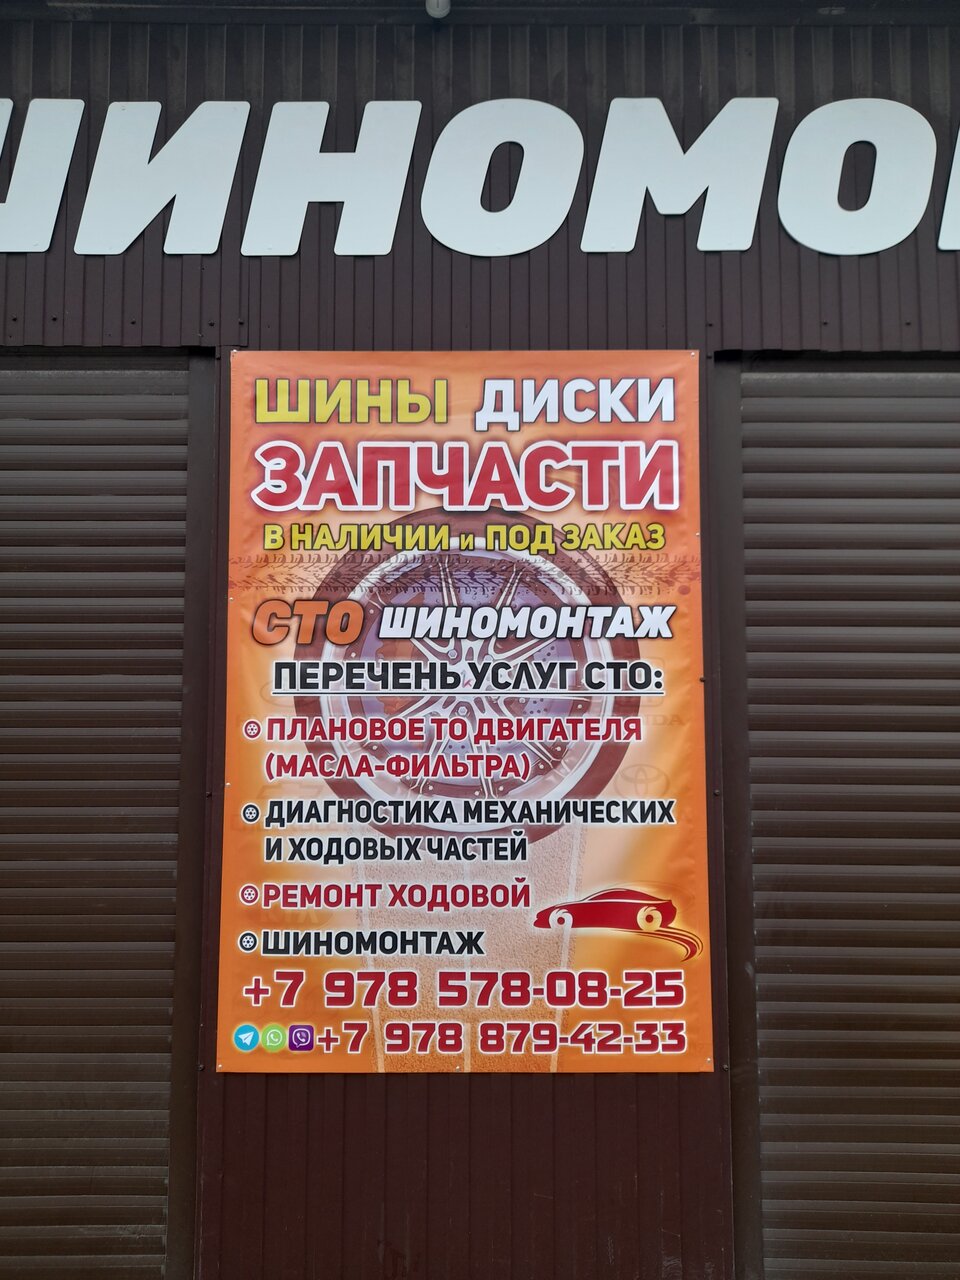 ШИНОМО
ШИНЫ ДИСКИ
ЗАПЧАСТИ
В НАЛИЧИИ и ПОД ЗАКАЗ
СТО ШИНОМОНТАЖ
ПЕРЕЧЕНЬ УСЛУГ СТО:
ПЛАНОВОЕ ТО ДВИГАТЕЛЯ
(МАСЛА-ФИЛЬТРА)
ДИАГНОСТИКА МЕХАНИЧЕСКИХ
И ХОДОВЫХ ЧАСТЕЙ
РЕМОНТ ХОДОВОЙ
ШИНОМОНТАЖ
+7 978 578-08-25
+7 978 879-42-33